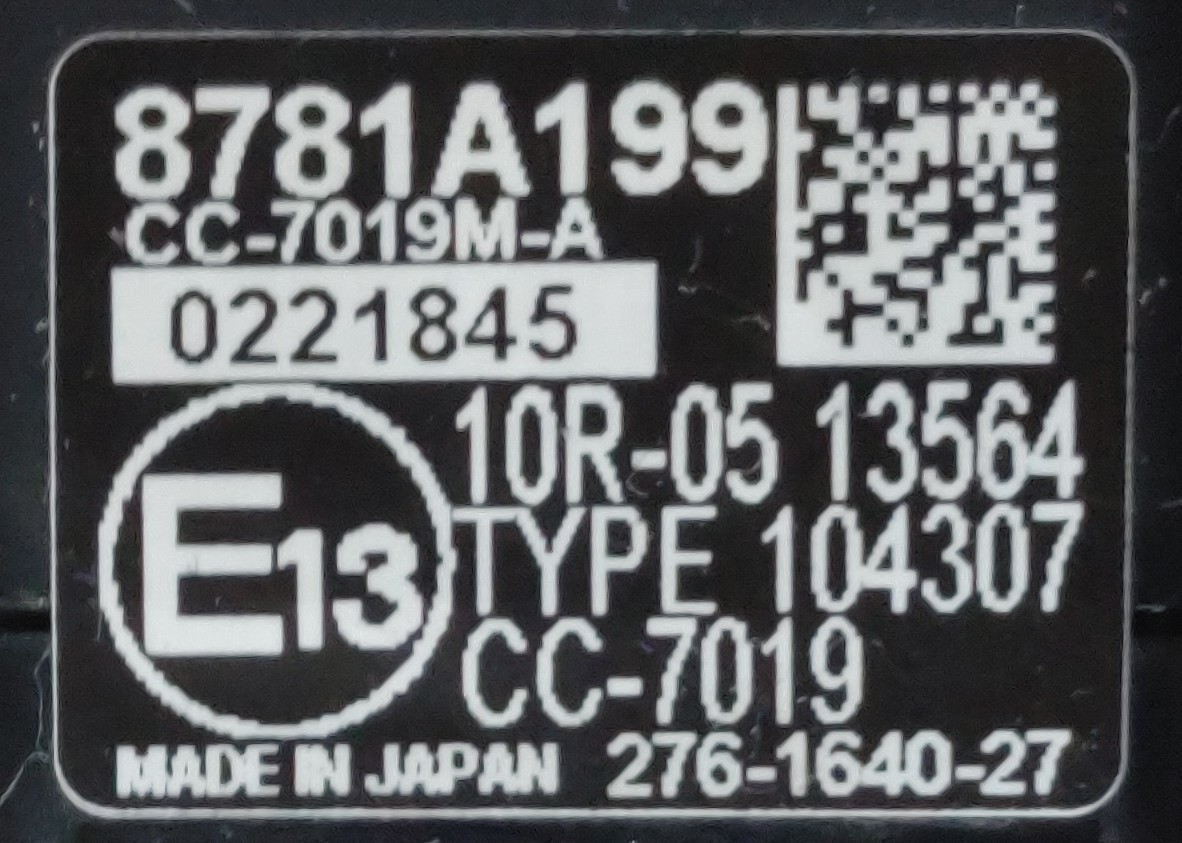 8781A199
CC-7019M-A
0221845
E13
10R-05 13564
TYPE 104307
CC-7019
MADE IN JAPAN 276-1640-27